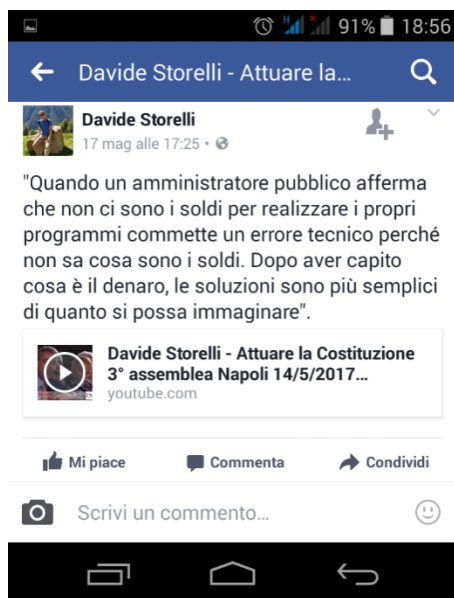 H 91% 18:56
Davide Storelli - Attuare la...
Davide Storelli
17 mag alle 17:25 •
"Quando un amministratore pubblico afferma
che non ci sono i soldi per realizzare i propri
programmi commette un errore tecnico perché
non sa cosa sono i soldi. Dopo aver capito
cosa è il denaro, le soluzioni sono più semplici
di quanto si possa immaginare".
Davide Storelli - Attuare la Costituzione
3° assemblea Napoli 14/5/2017...
youtube.com
Mi piace Commenta Condividi
Scrivi un commento...